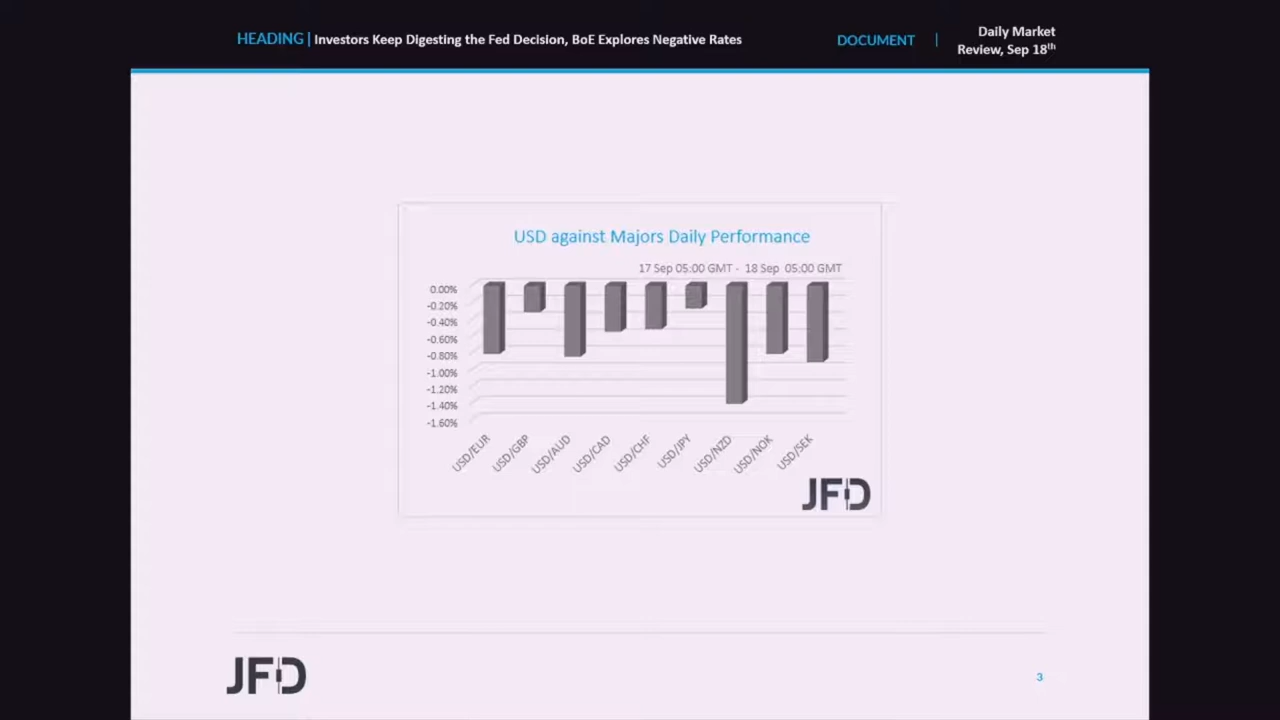 HEADING | Investors Keep Digesting the Fed Decision, BoE Explores Negative Rates
DOCUMENT | Daily Market
Review, Sep 18th
USD against Majors Daily Performance
17 Sep 05:00 GMT - 18 Sep 05:00 GMT
0.00%
-0.20%
-0.40%
-0.60%
-0.80%
-1.00%
-1.20%
-1.40%
-1.60%
USD/EUR
USD/GBP
USD/AUD
USD/CAD
USD/CHF
USD/JPY
USD/NZD
USD/NOK
USD/SEK
JFD
JFD
3